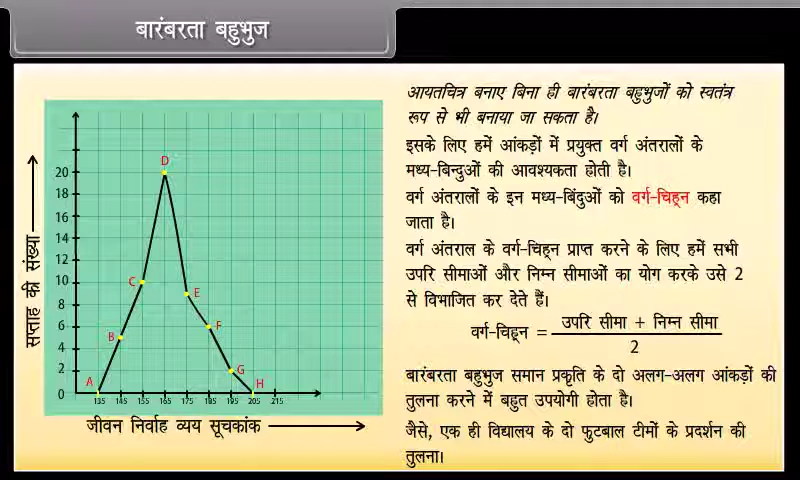 बारंबरता बहुभुज
आयतचित्र बनाए बिना ही बारंबरता बहुभुजों को स्वतंत्र
रूप से भी बनाया जा सकता है।
इसके लिए हमें आंकड़ों में प्रयुक्त वर्ग अंतरालों के
मध्य-बिन्दुओं की आवश्यकता होती है।
वर्ग अंतरालों के इन मध्य-बिंदुओं को वर्ग-चिह्न कहा
जाता है।
वर्ग अंतराल के वर्ग-चिह्न प्राप्त करने के लिए हमें सभी
उपरि सीमाओं और निम्न सीमाओं का योग करके उसे 2
से विभाजित कर देते हैं।
वर्ग-चिह्न = उपरि सीमा + निम्न सीमा
2
बारंबरता बहुभुज समान प्रकृति के दो अलग-अलग आंकड़ों की
तुलना करने में बहुत उपयोगी होता है।
जैसे, एक ही विद्यालय के दो फुटबाल टीमों के प्रदर्शन की
तुलना।
सप्ताह की संख्या
20
18
16
14
12
10
8
6
4
2
0
A
B
C
D
E
F
G
H
135 145 155 165 175 185 195 205 215
जीवन निर्वाह व्यय सूचकांक